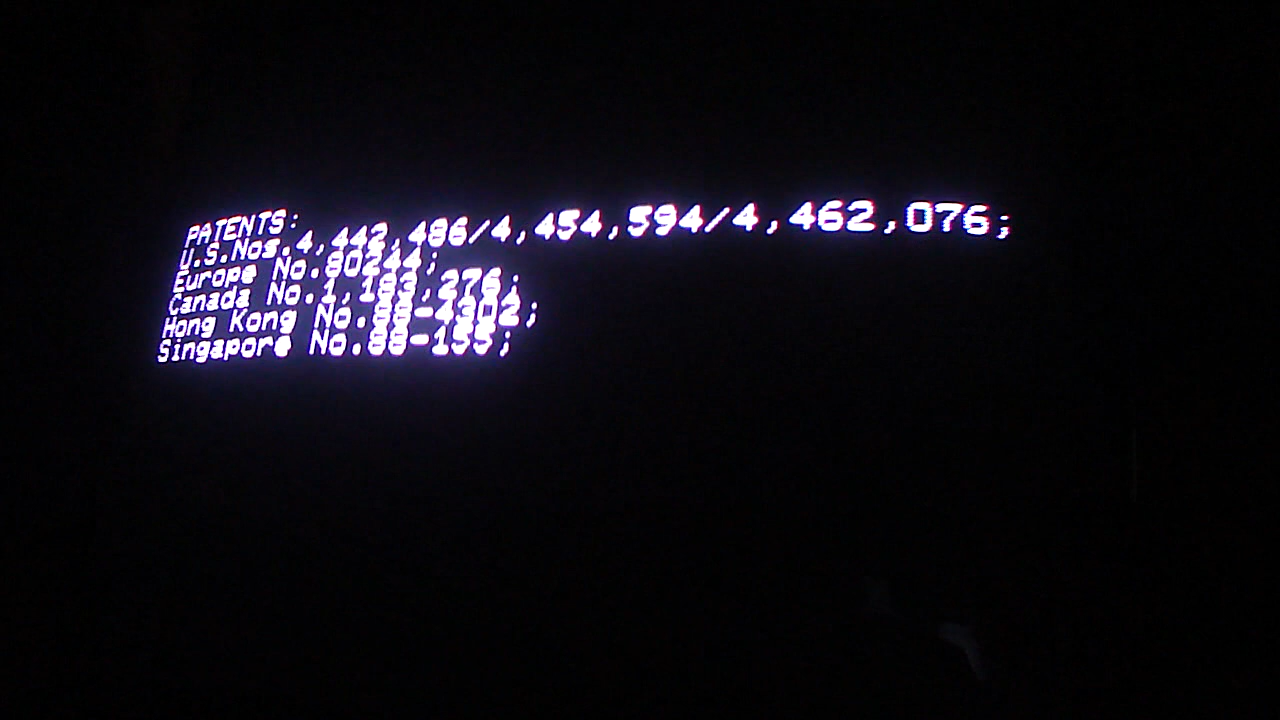 PATENTS:
U.S.Nos.4,442,486/4,454,594/4,462,076;
Europe No.80244;
Canada No.1,183,276;
Hong Kong No.88-4302;
Singapore No.88-155;